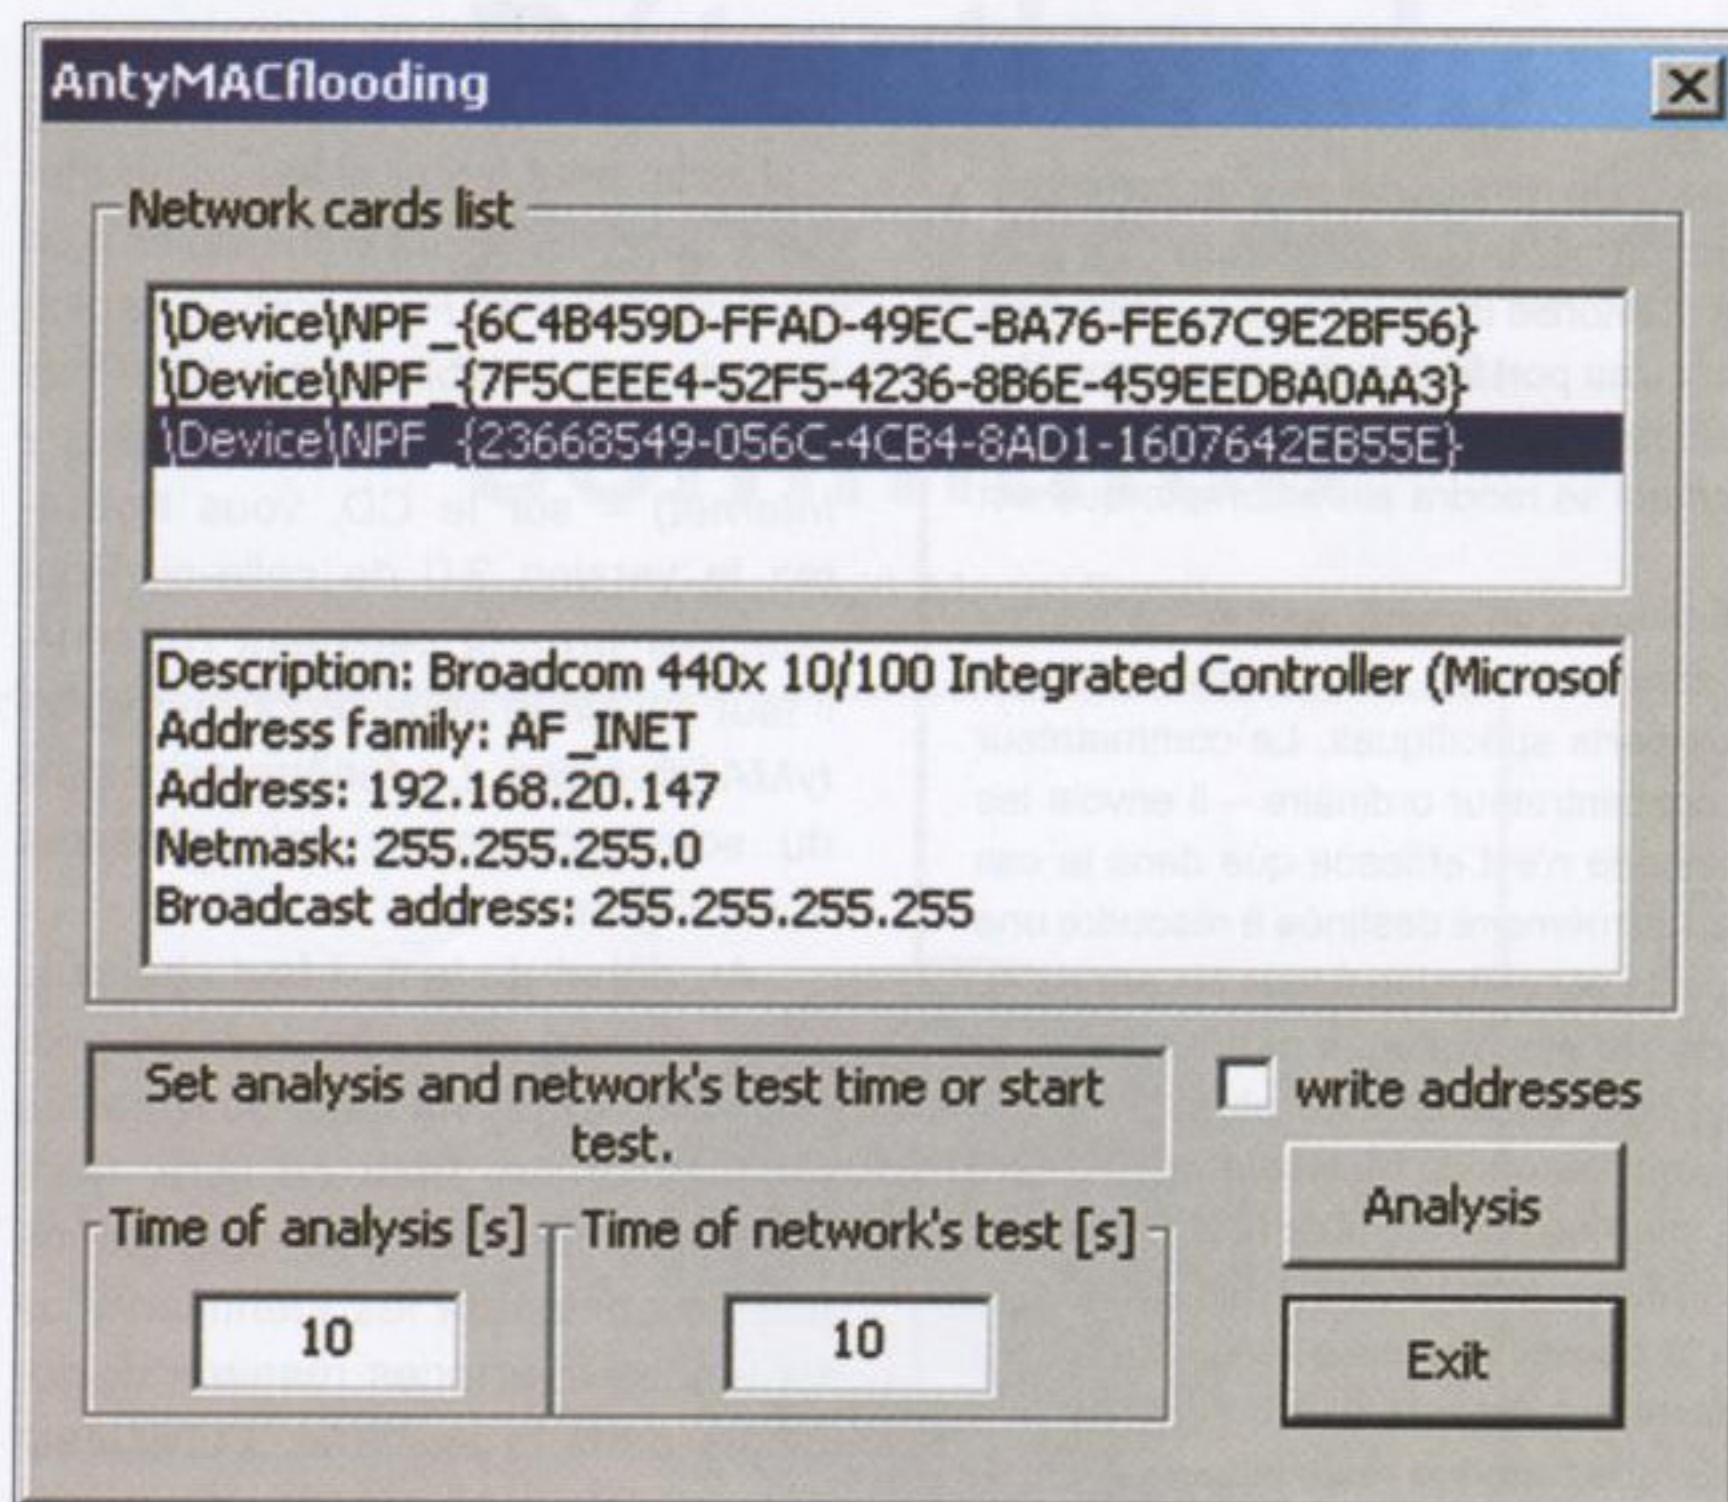 AntyMACflooding
Network cards list
\Device\NPF_{6C4B459D-FFAD-49EC-BA76-FE67C9E2BF56}
\Device\NPF_{7F5CEEE4-52F5-4236-8B6E-459EEDBA0AA3}
\Device\NPF_{23668549-056C-4CB4-8AD1-1607642EB55E}
Description: Broadcom 440x 10/100 Integrated Controller (Microsof
Address family: AF_INET
Address: 192.168.20.147
Netmask: 255.255.255.0
Broadcast address: 255.255.255.255
Set analysis and network's test time or start
test.
write addresses
Time of analysis [s]
Time of network's test [s]
Analysis
10
10
Exit